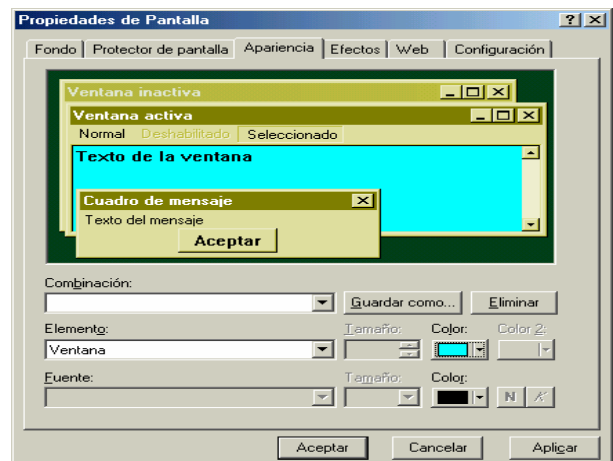 Propiedades de Pantalla
Fondo Protector de pantalla Apariencia Efectos Web Configuración
Ventana inactiva
Ventana activa
Normal Deshabilitado Seleccionado
Texto de la ventana
Cuadro de mensaje
Texto del mensaje
Aceptar
Combinación:
Guardar como... Eliminar
Elemento: Tamaño: Color: Color 2:
Ventana
Fuente: Tamaño: Color:
N K
Aceptar Cancelar Aplicar